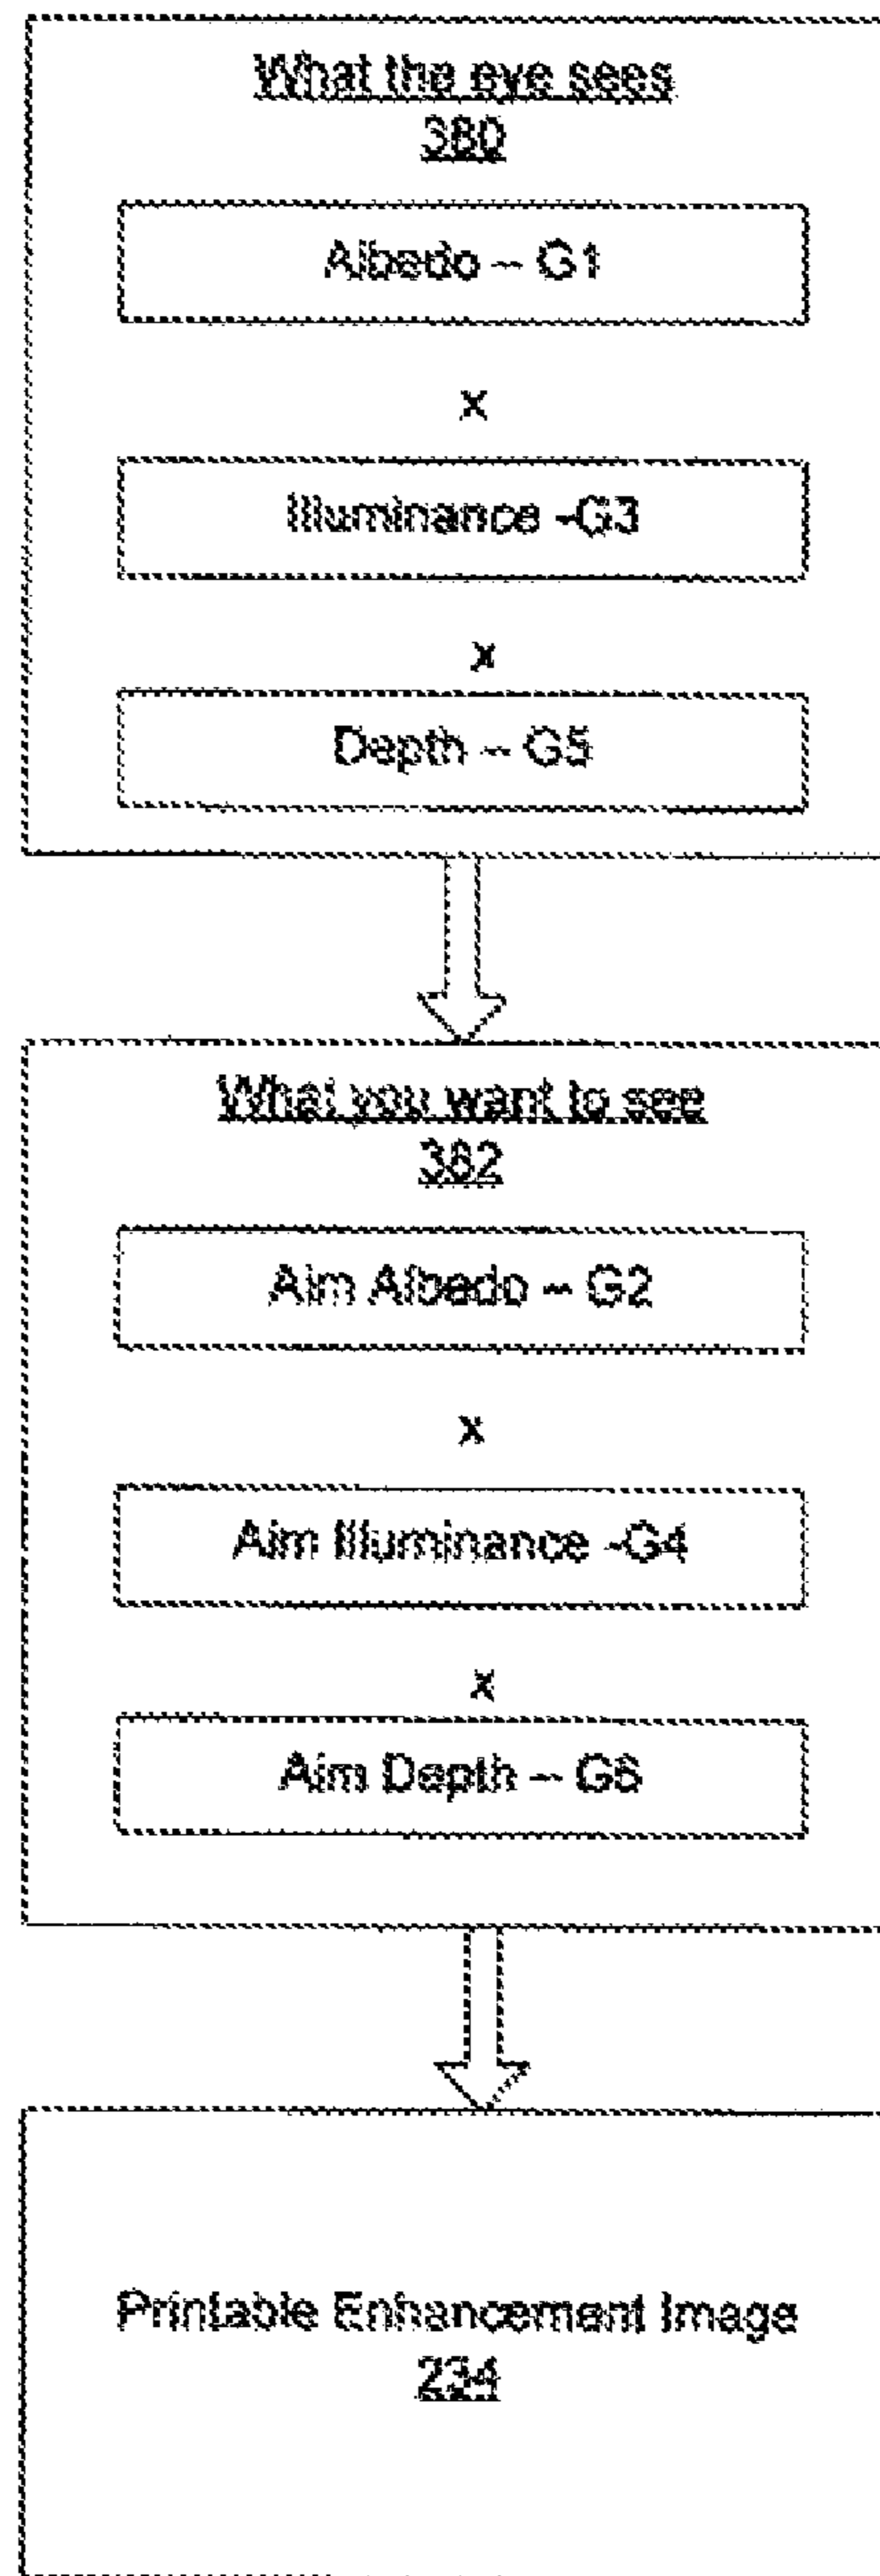 What the eye sees
380
Albedo -- G1
x
Illuminance -G3
x
Depth -- G5
What you want to see
382
Aim Albedo -- G2
x
Aim Illuminance -G4
x
Aim Depth -- G6
Printable Enhancement Image
234